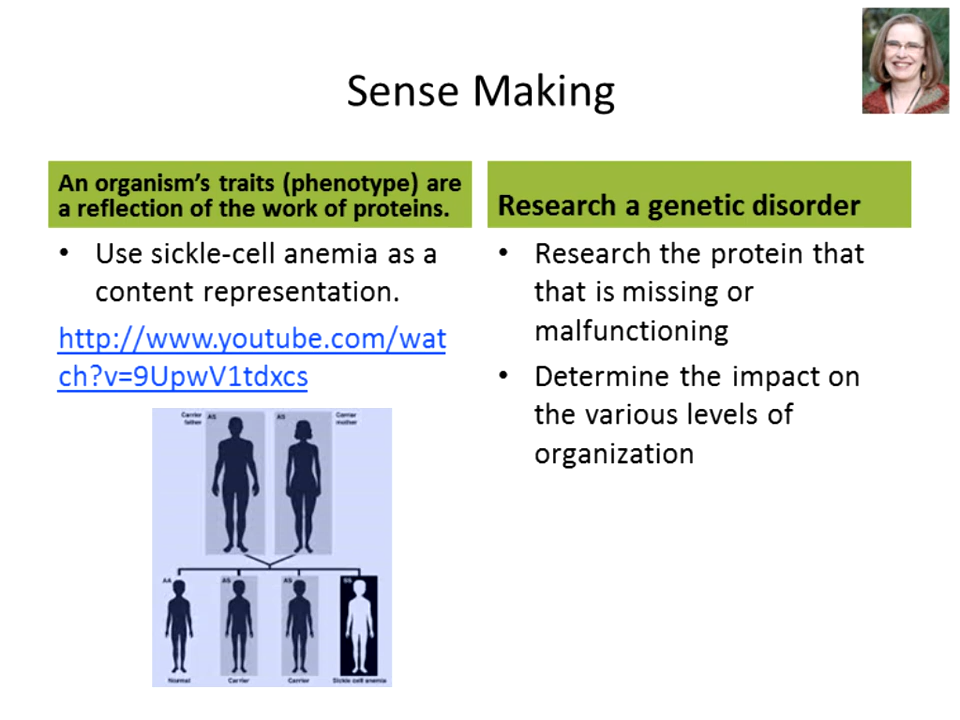 Sense Making
An organism's traits (phenotype) are
a reflection of the work of proteins.
• Use sickle-cell anemia as a
content representation.
http://www.youtube.com/wat
ch?v=9UpwV1tdxcs
Carrier father
AS
AS
Carrier mother
AA
AS
AS
SS
Normal
Carrier
Carrier
Sickle cell anemia
Research a genetic disorder
• Research the protein that
that is missing or
malfunctioning
• Determine the impact on
the various levels of
organization